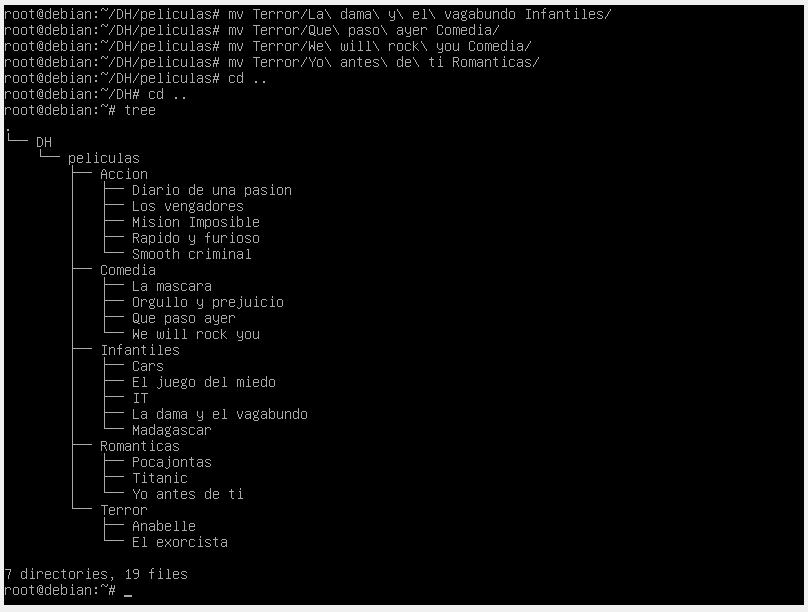 root@debian:~/DH/peliculas# mv Terror/La\ dama\ y\ el\ vagabundo Infantiles/
root@debian:~/DH/peliculas# mv Terror/Que\ paso\ ayer Comedia/
root@debian:~/DH/peliculas# mv Terror/We\ will\ rock\ you Comedia/
root@debian:~/DH/peliculas# mv Terror/Yo\ antes\ de\ ti Romanticas/
root@debian:~/DH/peliculas# cd ..
root@debian:~/DH# cd ..
root@debian:~# tree
.
└── DH
    └── peliculas
        ├── Accion
        │   ├── Diario de una pasion
        │   ├── Los vengadores
        │   ├── Mision Imposible
        │   ├── Rapido y furioso
        │   └── Smooth criminal
        ├── Comedia
        │   ├── La mascara
        │   ├── Orgullo y prejuicio
        │   ├── Que paso ayer
        │   └── We will rock you
        ├── Infantiles
        │   ├── Cars
        │   ├── El juego del miedo
        │   ├── IT
        │   ├── La dama y el vagabundo
        │   └── Madagascar
        ├── Romanticas
        │   ├── Pocajontas
        │   ├── Titanic
        │   └── Yo antes de ti
        └── Terror
            ├── Anabelle
            └── El exorcista

7 directories, 19 files
root@debian:~# _